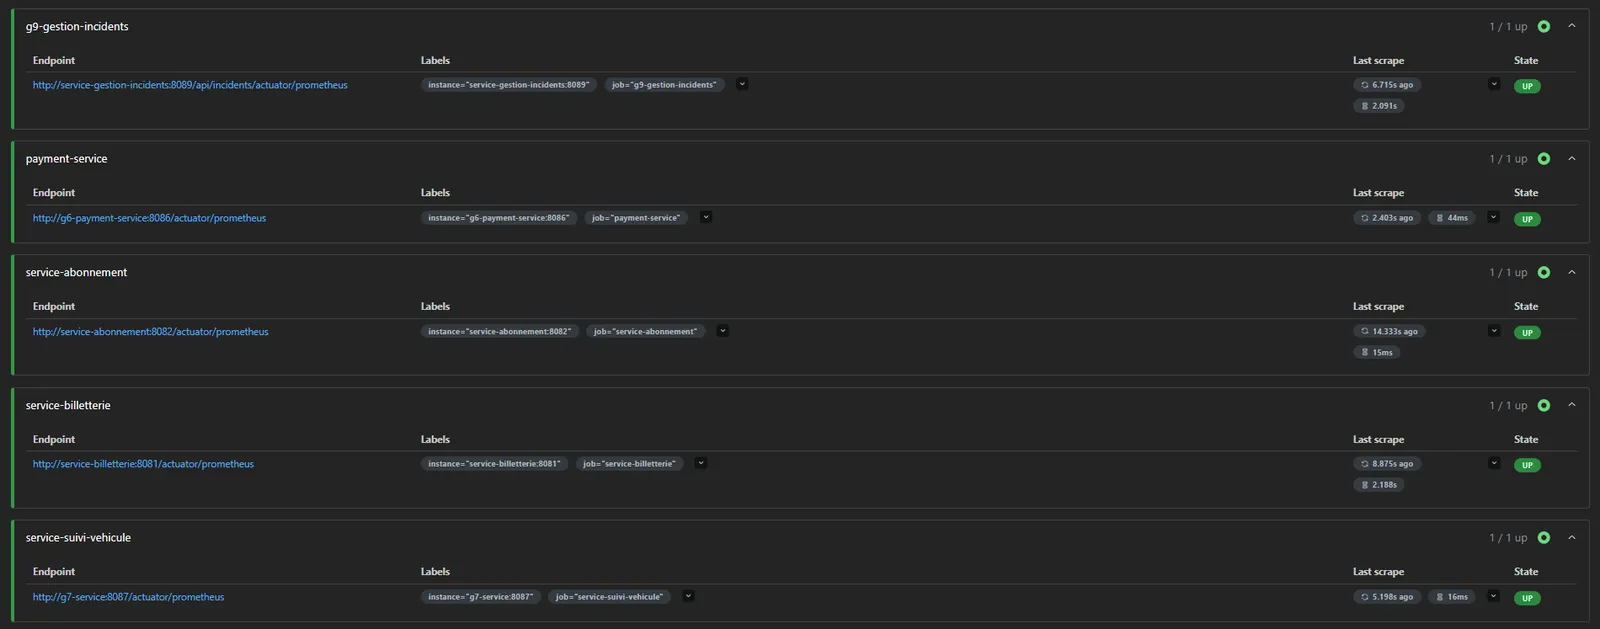 g9-gestion-incidents 1 / 1 up
Endpoint Labels Last scrape State
http://service-gestion-incidents:8089/api/incidents/actuator/prometheus instance="service-gestion-incidents:8089" job="g9-gestion-incidents" 6.715s ago UP
2.091s
payment-service 1 / 1 up
Endpoint Labels Last scrape State
http://g6-payment-service:8086/actuator/prometheus instance="g6-payment-service:8086" job="payment-service" 2.403s ago 44ms UP
service-abonnement 1 / 1 up
Endpoint Labels Last scrape State
http://service-abonnement:8082/actuator/prometheus instance="service-abonnement:8082" job="service-abonnement" 14.333s ago UP
15ms
service-billetterie 1 / 1 up
Endpoint Labels Last scrape State
http://service-billetterie:8081/actuator/prometheus instance="service-billetterie:8081" job="service-billetterie" 8.875s ago UP
2.188s
service-suivi-vehicule 1 / 1 up
Endpoint Labels Last scrape State
http://g7-service:8087/actuator/prometheus instance="g7-service:8087" job="service-suivi-vehicule" 5.198s ago 16ms UP